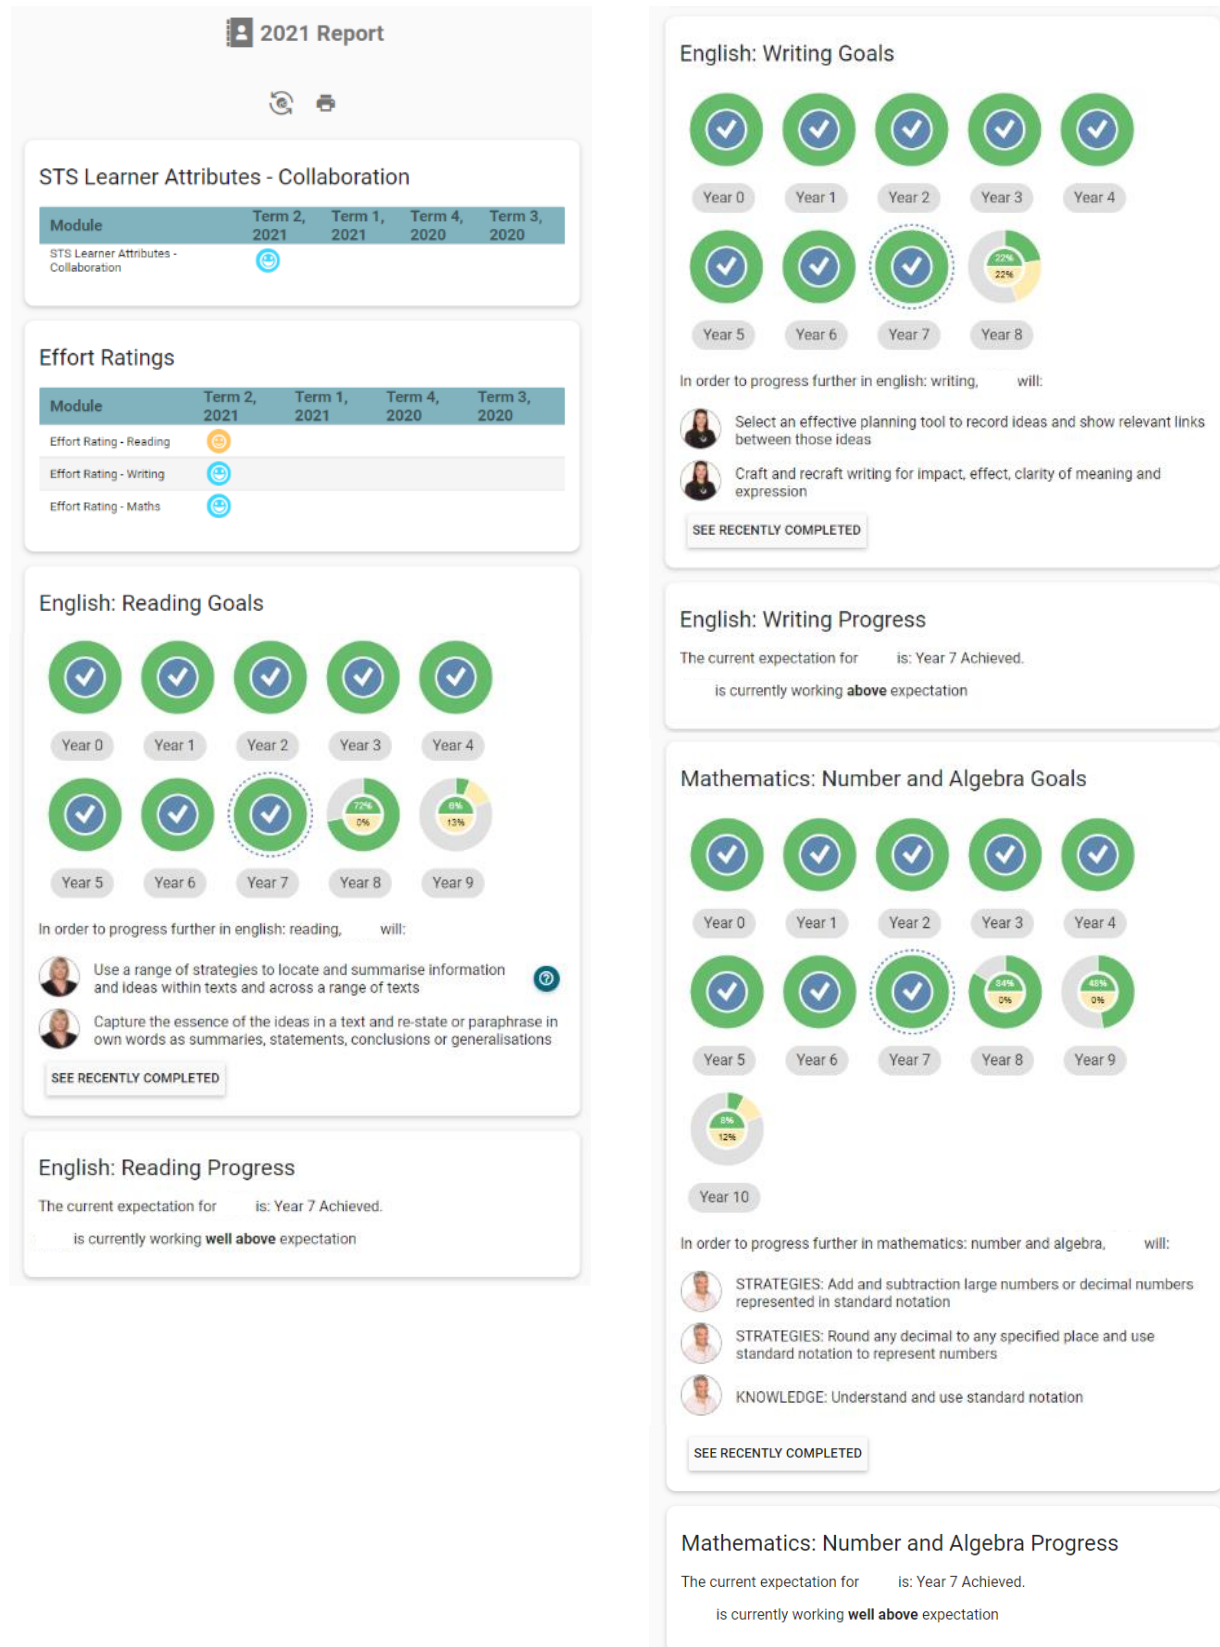 2021 Report
STS Learner Attributes - Collaboration
Module Term 2, 2021 Term 1, 2021 Term 4, 2020 Term 3, 2020
STS Learner Attributes -
Collaboration
Effort Ratings
Module Term 2, 2021 Term 1, 2021 Term 4, 2020 Term 3, 2020
Effort Rating - Reading
Effort Rating - Writing
Effort Rating - Maths
English: Reading Goals
Year 0 Year 1 Year 2 Year 3 Year 4
72% 6%
0% 13%
Year 5 Year 6 Year 7 Year 8 Year 9
In order to progress further in english: reading, will:
Use a range of strategies to locate and summarise information
and ideas within texts and across a range of texts
Capture the essence of the ideas in a text and re-state or paraphrase in
own words as summaries, statements, conclusions or generalisations
SEE RECENTLY COMPLETED
English: Reading Progress
The current expectation for is: Year 7 Achieved.
is currently working well above expectation
English: Writing Goals
Year 0 Year 1 Year 2 Year 3 Year 4
22%
22%
Year 5 Year 6 Year 7 Year 8
In order to progress further in english: writing, will:
Select an effective planning tool to record ideas and show relevant links
between those ideas
Craft and recraft writing for impact, effect, clarity of meaning and
expression
SEE RECENTLY COMPLETED
English: Writing Progress
The current expectation for is: Year 7 Achieved.
is currently working above expectation
Mathematics: Number and Algebra Goals
Year 0 Year 1 Year 2 Year 3 Year 4
84% 48%
0% 0%
Year 5 Year 6 Year 7 Year 8 Year 9
8%
12%
Year 10
In order to progress further in mathematics: number and algebra, will:
STRATEGIES: Add and subtraction large numbers or decimal numbers
represented in standard notation
STRATEGIES: Round any decimal to any specified place and use
standard notation to represent numbers
KNOWLEDGE: Understand and use standard notation
SEE RECENTLY COMPLETED
Mathematics: Number and Algebra Progress
The current expectation for is: Year 7 Achieved.
is currently working well above expectation